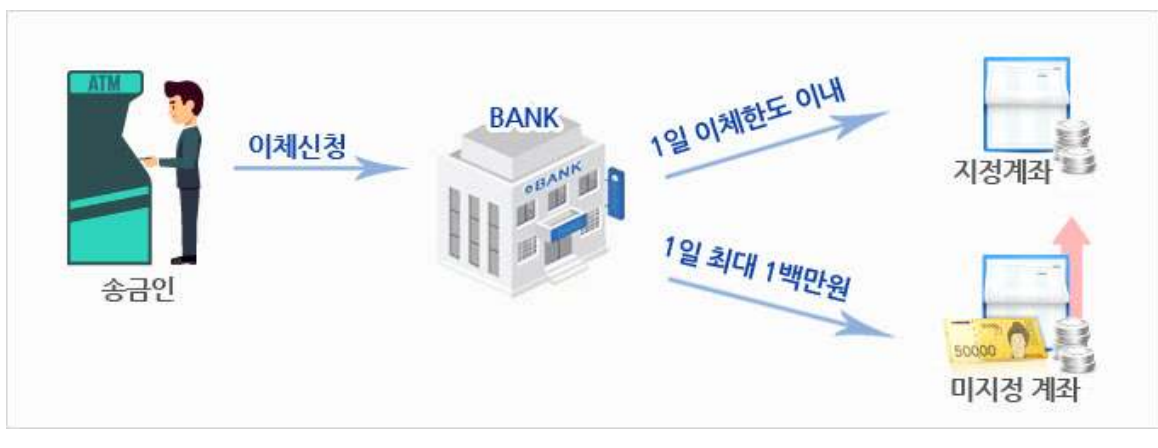 ATM
송금인
이체신청
BANK
BANK
1일 이체한도 이내
지정계좌
1일 최대 1백만원
50000
미지정 계좌